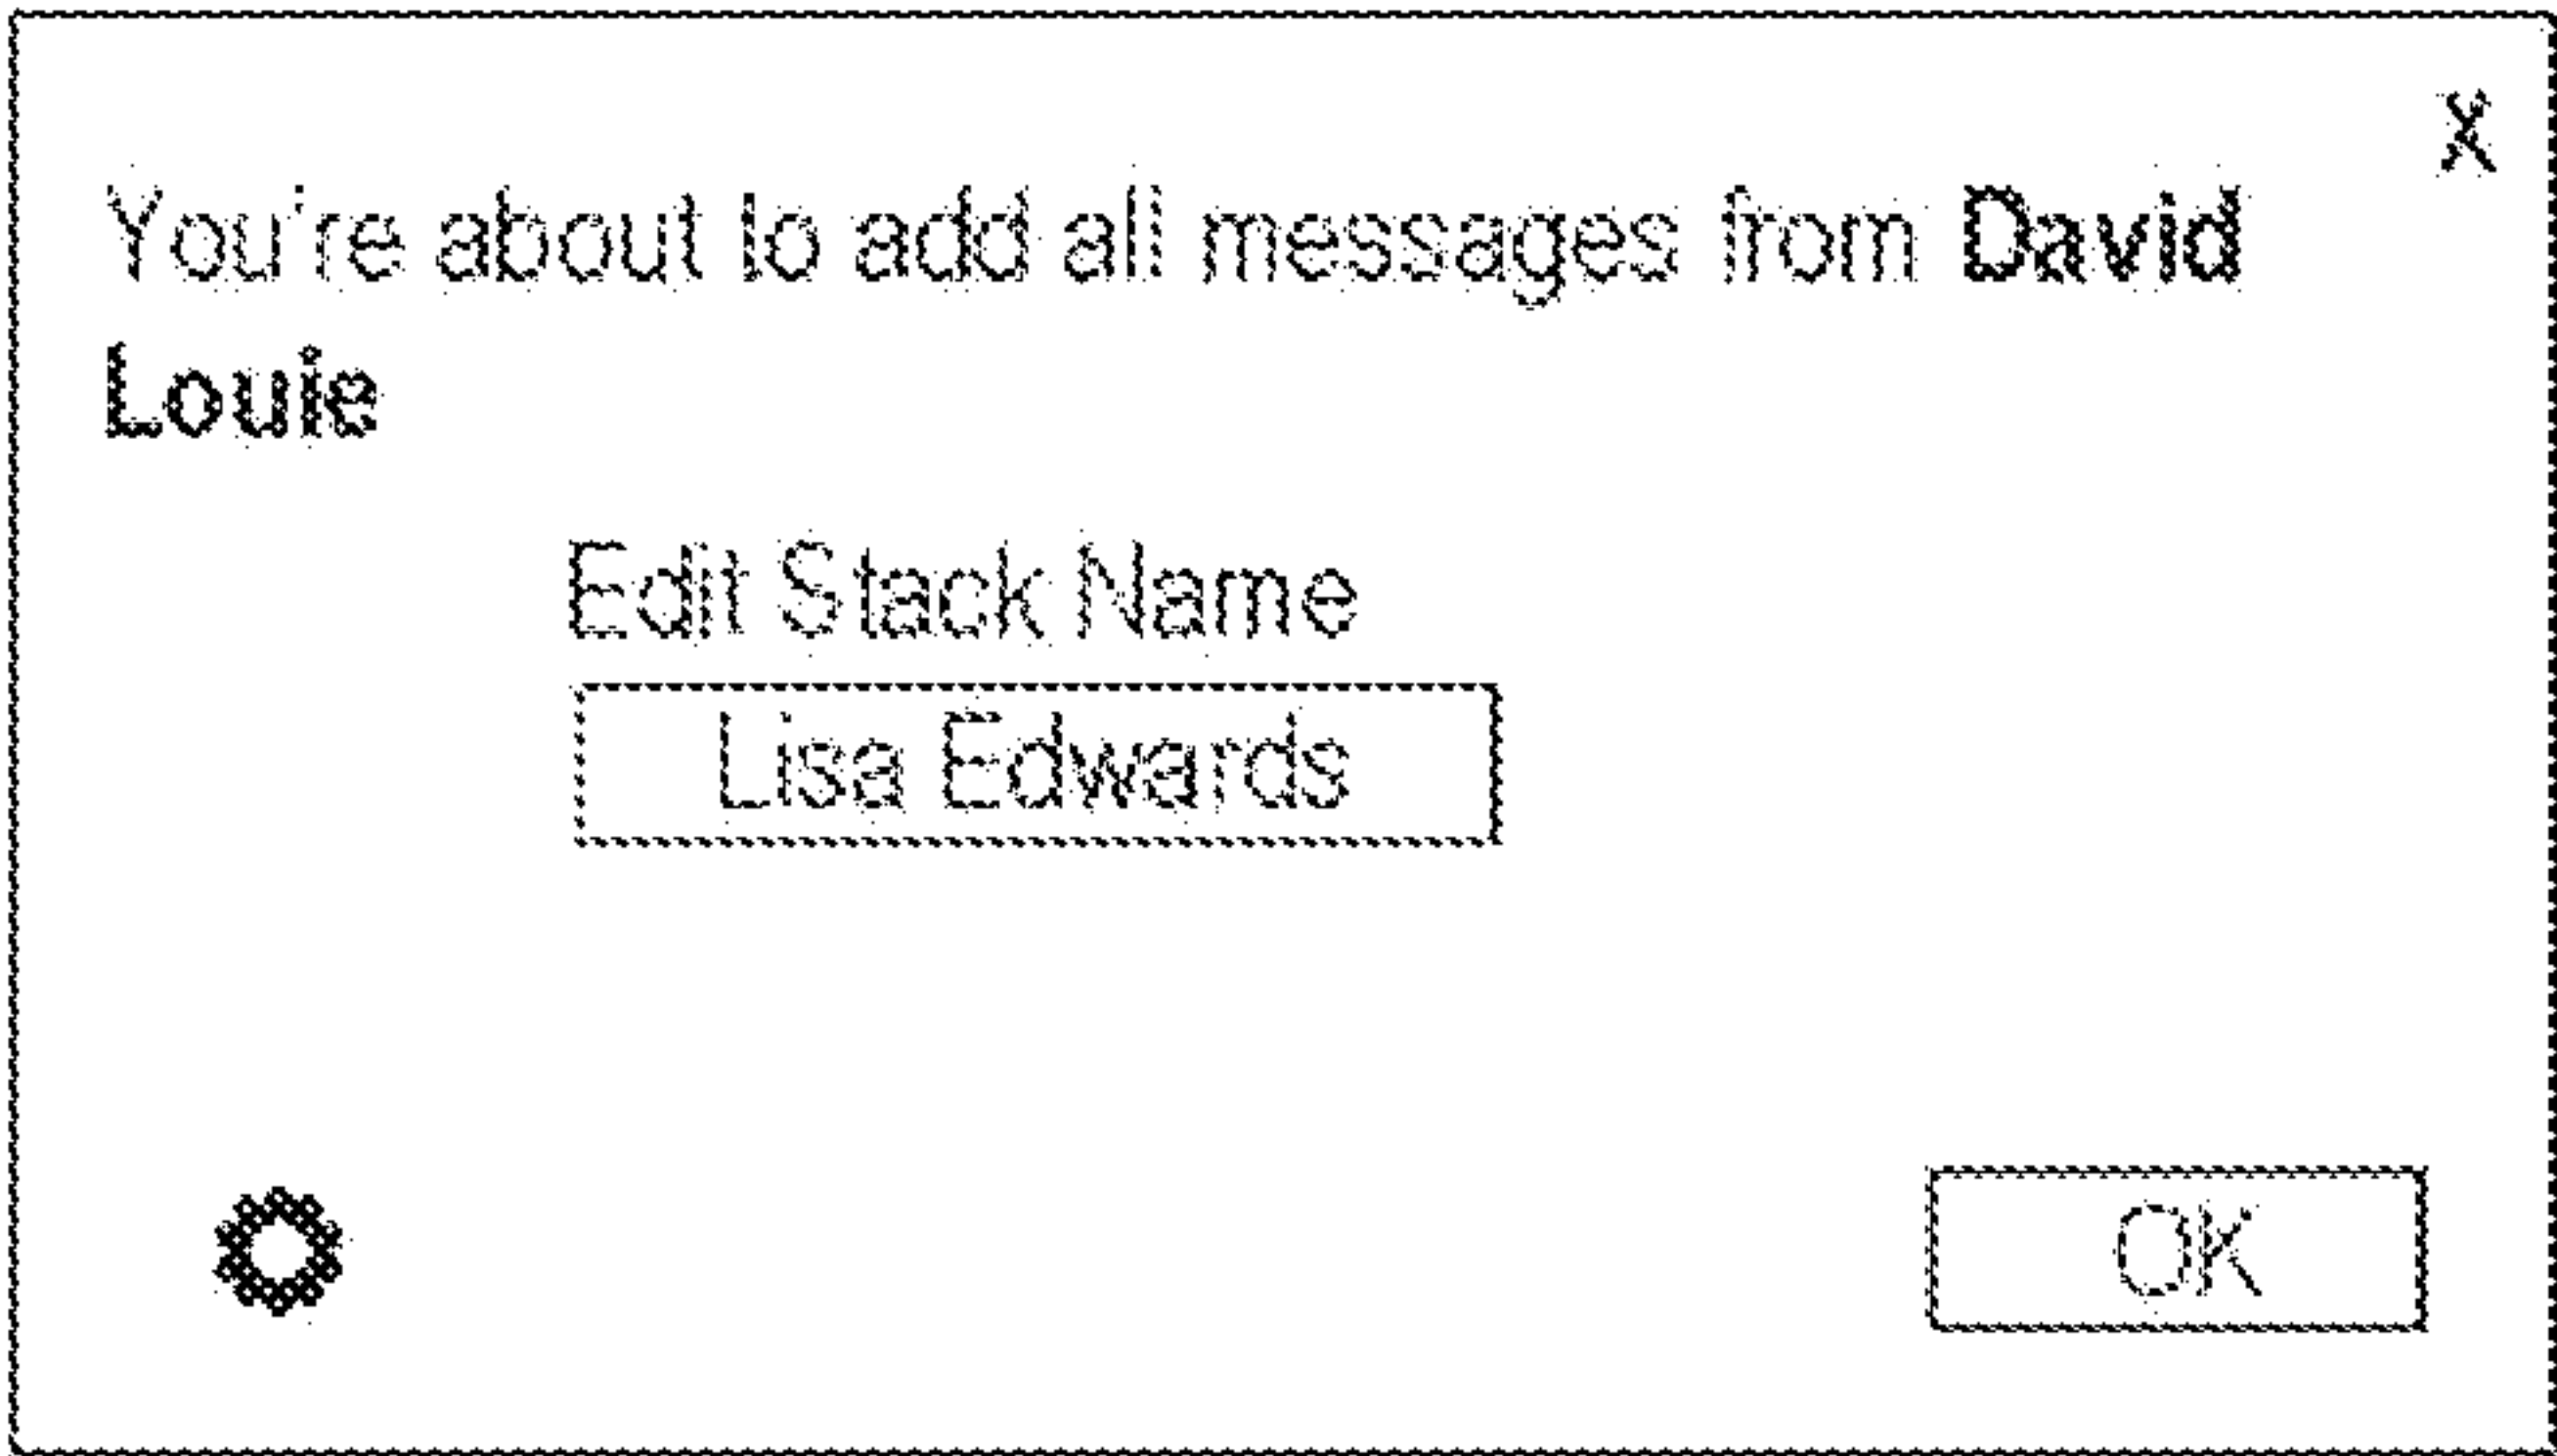 X
You're about to add all messages from David
Louie
Edit Stack Name
Lisa Edwards
OK